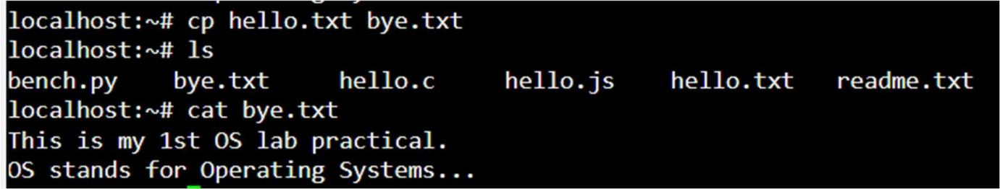 localhost:~# cp hello.txt bye.txt
localhost:~# ls
bench.py    bye.txt     hello.c     hello.js    hello.txt   readme.txt
localhost:~# cat bye.txt
This is my 1st OS lab practical.
OS stands for Operating Systems...